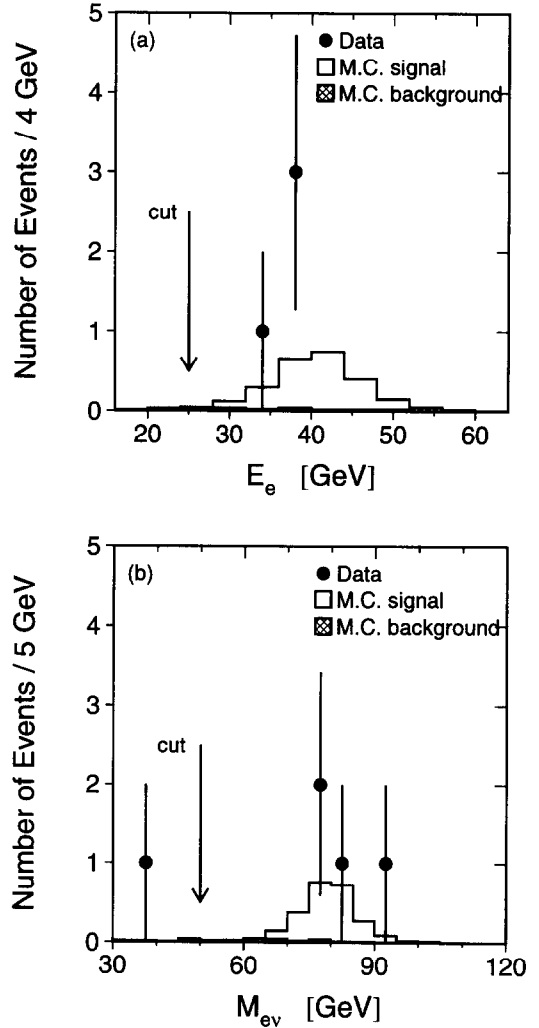 (a)
Data
M.C. signal
M.C. background
cut
Number of Events / 4 GeV
5
4
3
2
1
0
20 30 40 50 60
E_e [GeV]
(b)
Data
M.C. signal
M.C. background
cut
Number of Events / 5 GeV
5
4
3
2
1
0
30 60 90 120
M_eν [GeV]